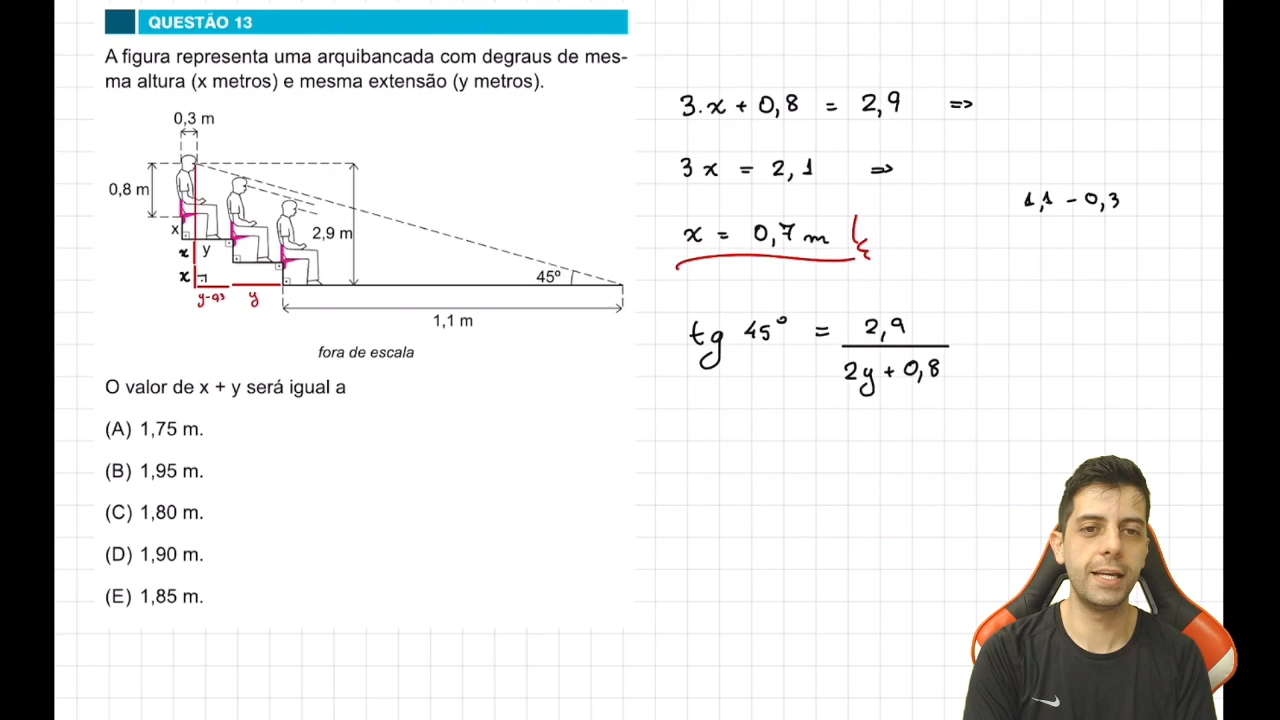 QUESTÃO 13
A figura representa uma arquibancada com degraus de mes-
ma altura (x metros) e mesma extensão (y metros).
0,3 m
0,8 m
x
y
2,9 m
x
x
45º
y-0,3
y
1,1 m
fora de escala
O valor de x + y será igual a
(A) 1,75 m.
(B) 1,95 m.
(C) 1,80 m.
(D) 1,90 m.
(E) 1,85 m.
3.x + 0,8 = 2,9 =>
3x = 2,1 =>
1,1 - 0,3
x = 0,7 m
tg 45° = 2,9
2y + 0,8